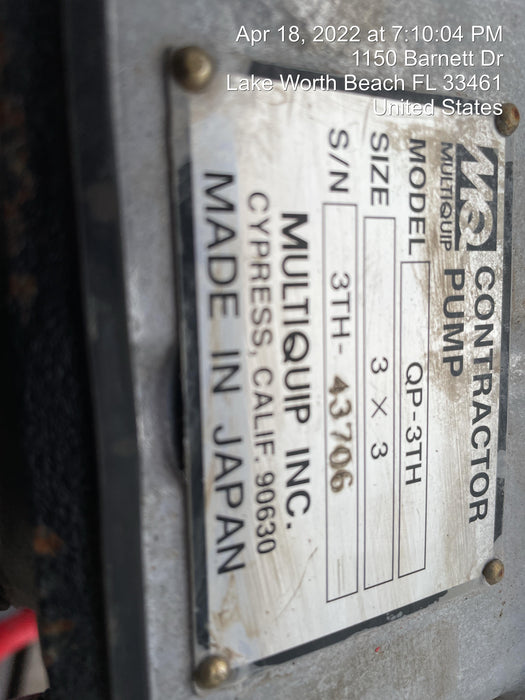 Apr 18, 2022 at 7:10:04 PM
1150 Barnett Dr
Lake Worth Beach FL 33461
United States
MQ CONTRACTOR
MULTIQUIP PUMP
MODEL QP-3TH
SIZE 3 × 3
S/N 3TH- 43706
MULTIQUIP INC.
CYPRESS, CALIF. 90630
MADE IN JAPAN